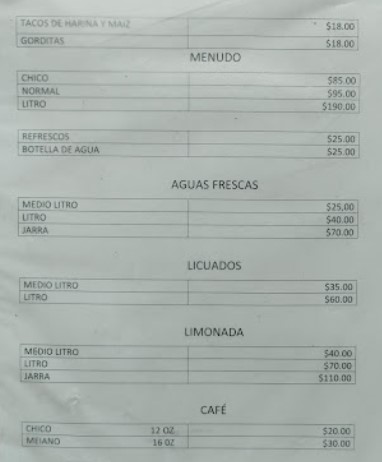 TACOS DE HARINA Y MAIZ $18.00
GORDITAS $18.00
MENUDO
CHICO $85.00
NORMAL $95.00
LITRO $190.00
REFRESCOS $25.00
BOTELLA DE AGUA $25.00
AGUAS FRESCAS
MEDIO LITRO $25,00
LITRO $40.00
JARRA $70.00
LICUADOS
MEDIO LITRO $35.00
LITRO $60.00
LIMONADA
MEDIO LITRO $40.00
LITRO $70.00
JARRA $110.00
CAFÉ
CHICO 12 OZ $20.00
MEIANO 16 OZ $30.00